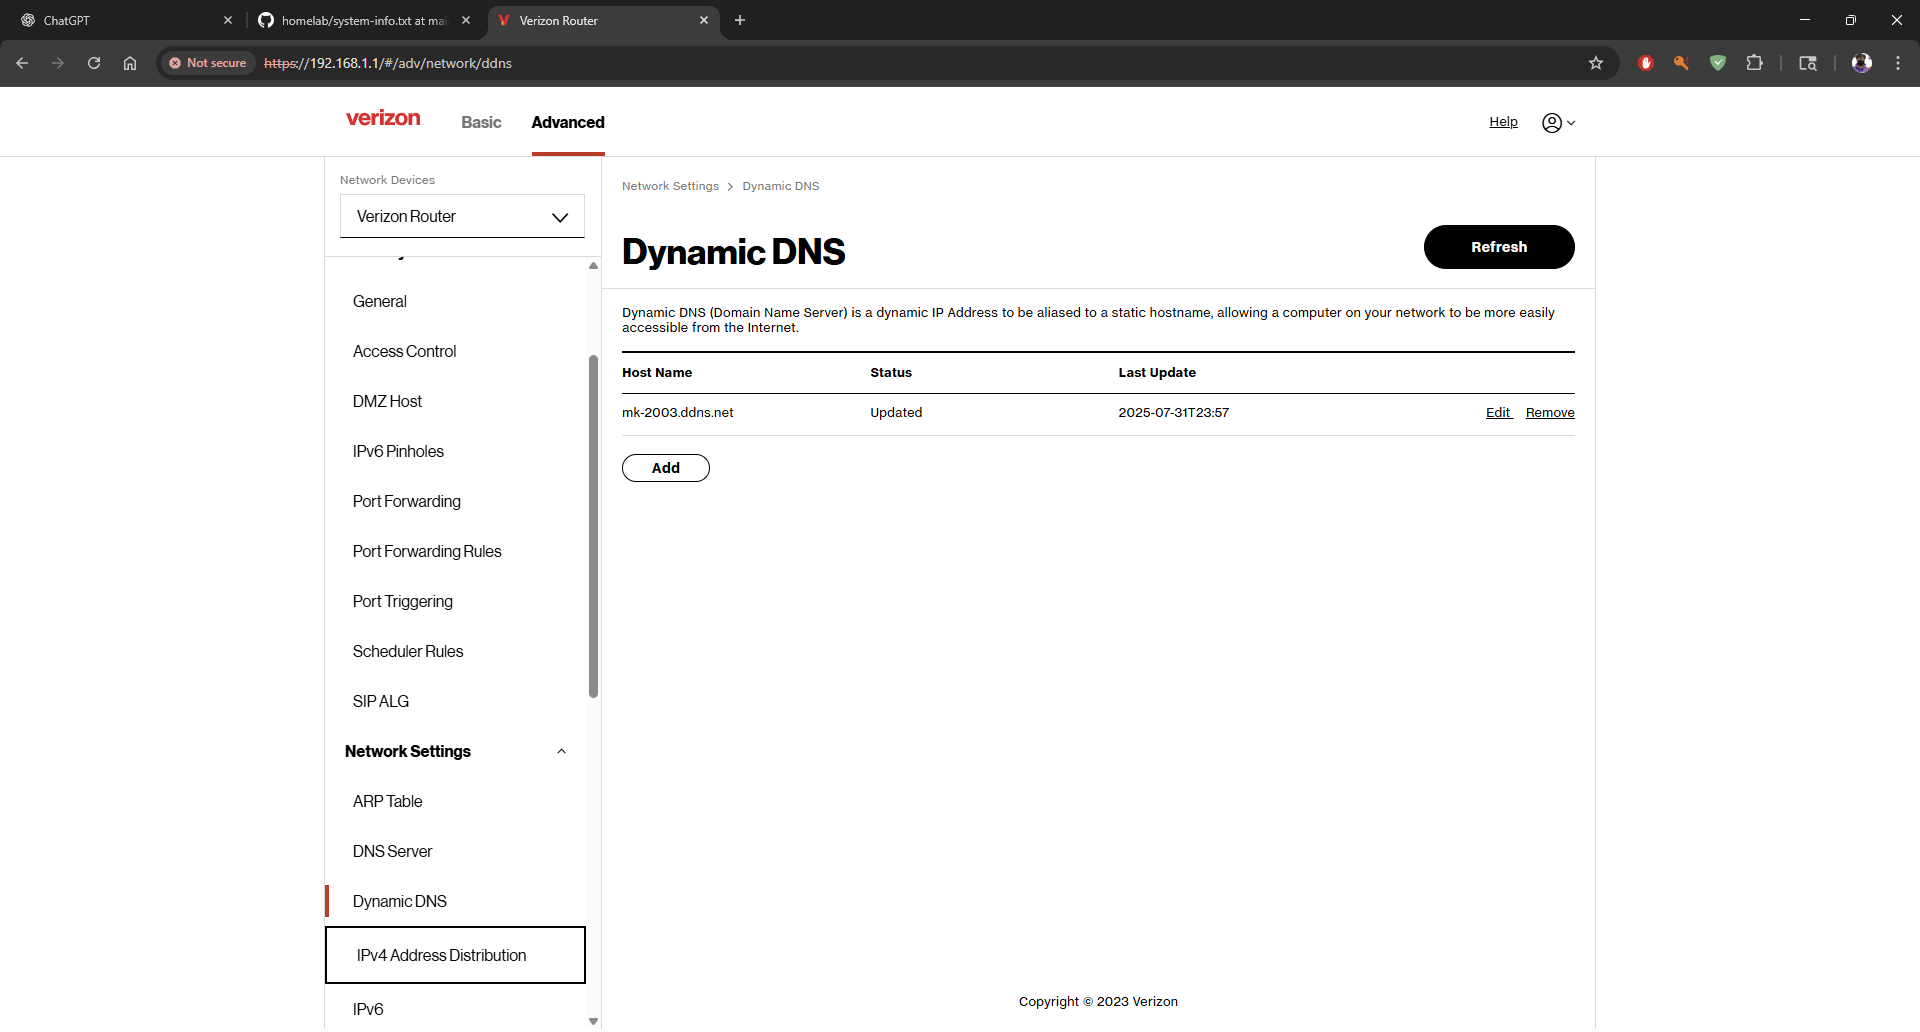 ChatGPT
homelab/system-info.txt at mai
Verizon Router
Not secure
https://192.168.1.1/#/adv/network/ddns
verizon
Basic
Advanced
Help
Network Devices
Verizon Router
General
Access Control
DMZ Host
IPv6 Pinholes
Port Forwarding
Port Forwarding Rules
Port Triggering
Scheduler Rules
SIP ALG
Network Settings
ARP Table
DNS Server
Dynamic DNS
IPv4 Address Distribution
IPv6
Network Settings > Dynamic DNS
Dynamic DNS
Refresh
Dynamic DNS (Domain Name Server) is a dynamic IP Address to be aliased to a static hostname, allowing a computer on your network to be more easily
accessible from the Internet.
Host Name Status Last Update
mk-2003.ddns.net Updated 2025-07-31T23:57 Edit Remove
Add
Copyright © 2023 Verizon